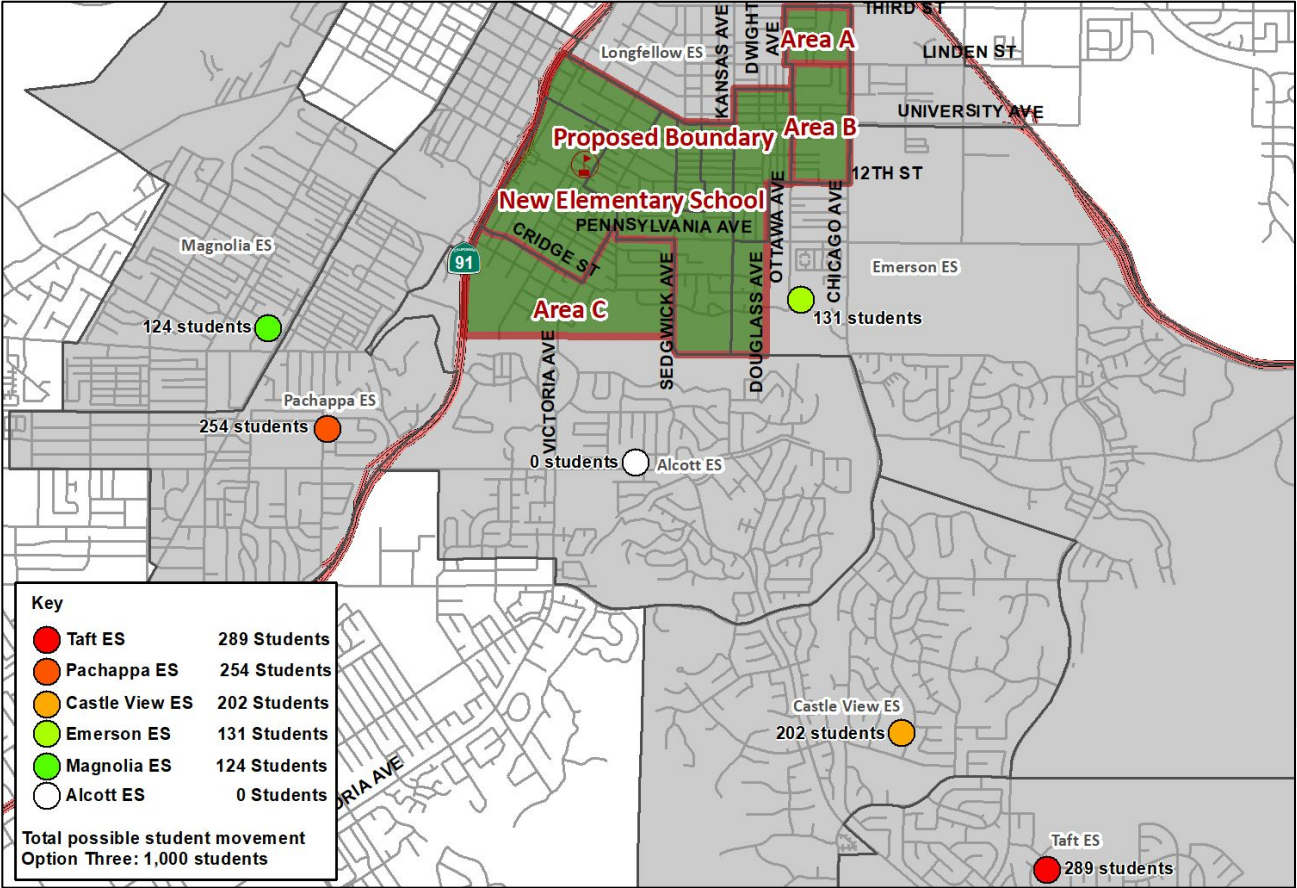 THIRD ST
KANSAS AVE
DWIGHT
AVE
Area A
Longfellow ES
LINDEN ST
UNIVERSITY AVE
Proposed Boundary
Area B
12TH ST
New Elementary School
PENNSYLVANIA AVE
OTTAWA AVE
CHICAGO AVE
CRIDGE ST
Magnolia ES
CALIFORNIA
91
Emerson ES
SEDGWICK AVE
DOUGLASS AVE
Area C
124 students
131 students
VICTORIA AVE
Pachappa ES
254 students
0 students
Alcott ES
Castle View ES
202 students
ORIA AVE
Taft ES
289 students
Key
Taft ES 289 Students
Pachappa ES 254 Students
Castle View ES 202 Students
Emerson ES 131 Students
Magnolia ES 124 Students
Alcott ES 0 Students
Total possible student movement
Option Three: 1,000 students